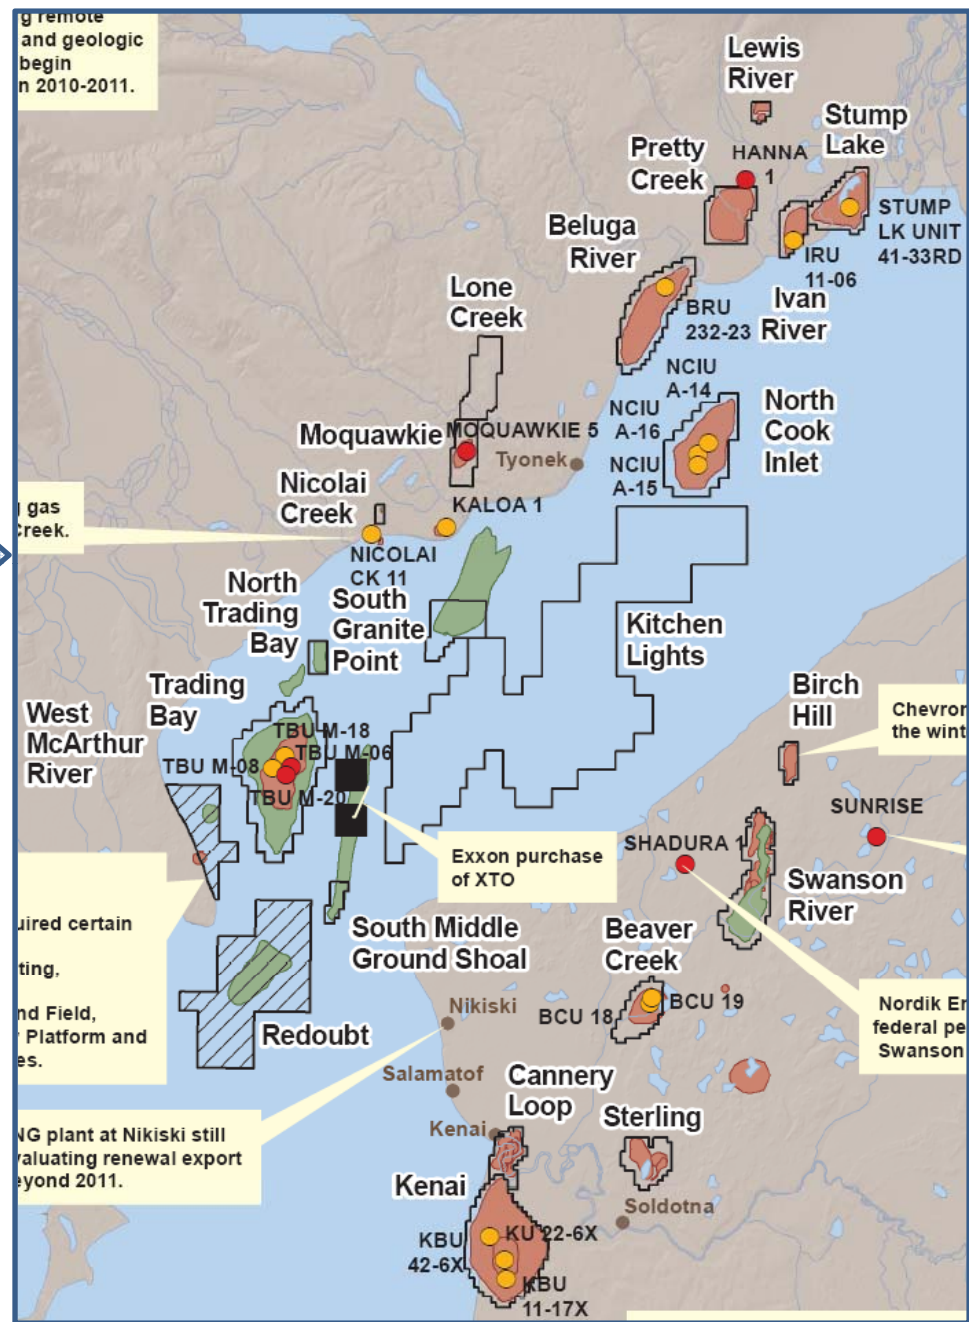 g remote
and geologic
begin
n 2010-2011.
Lewis
River
Stump
Lake
Pretty
Creek
HANNA
1
STUMP
LK UNIT
41-33RD
Beluga
River
IRU
11-06
Ivan
River
Lone
Creek
BRU
232-23
NCIU
A-14
NCIU
A-16
North
Cook
Inlet
Moquawkie
MOQUAWKIE 5
Tyonek
NCIU
A-15
Nicolai
Creek
KALOA 1
gas
Creek.
NICOLAI
CK 11
North
Trading
Bay
South
Granite
Point
Kitchen
Lights
Trading
Bay
Birch
Hill
West
McArthur
River
Chevron
the wint
TBU M-18
TBU M-06
TBU M-08
TBU M-20
SUNRISE
SHADURA 1
Exxon purchase
of XTO
Swanson
River
uired certain
ting,
nd Field,
Platform and
es.
South Middle
Ground Shoal
Beaver
Creek
BCU 18
BCU 19
Nikiski
Nordik En
federal pe
Swanson
Redoubt
Salamatof
Cannery
Loop
Sterling
NG plant at Nikiski still
valuating renewal export
eyond 2011.
Kenai
Kenai
Soldotna
KBU
42-6X
KU 22-6X
KBU
11-17X